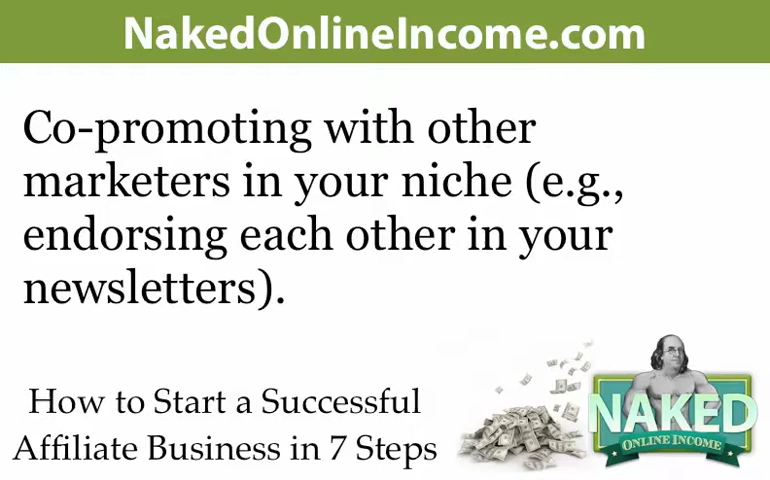 NakedOnlineIncome.com
Co-promoting with other
marketers in your niche (e.g.,
endorsing each other in your
newsletters).
How to Start a Successful
Affiliate Business in 7 Steps
NAKED
ONLINE INCOME